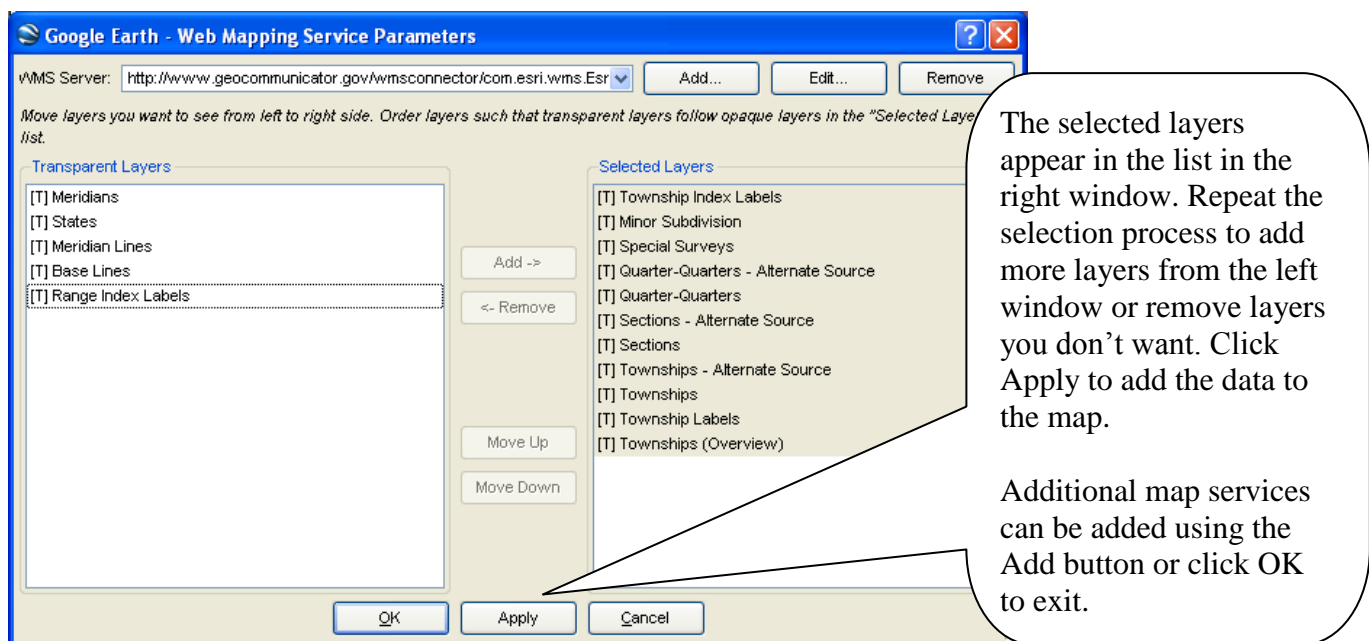 Google Earth - Web Mapping Service Parameters
WMS Server: http://www.geocommunicator.gov/wmsconnector/com.esri.wms.Esr Add... Edit... Remove
Move layers you want to see from left to right side. Order layers such that transparent layers follow opaque layers in the "Selected Laye
list.
Transparent Layers
[T] Meridians
[T] States
[T] Meridian Lines
[T] Base Lines
[T] Range Index Labels
Add ->
<- Remove
Move Up
Move Down
Selected Layers
[T] Township Index Labels
[T] Minor Subdivision
[T] Special Surveys
[T] Quarter-Quarters - Alternate Source
[T] Quarter-Quarters
[T] Sections - Alternate Source
[T] Sections
[T] Townships - Alternate Source
[T] Townships
[T] Township Labels
[T] Townships (Overview)
OK Apply Cancel
The selected layers
appear in the list in the
right window. Repeat the
selection process to add
more layers from the left
window or remove layers
you don’t want. Click
Apply to add the data to
the map.
Additional map services
can be added using the
Add button or click OK
to exit.